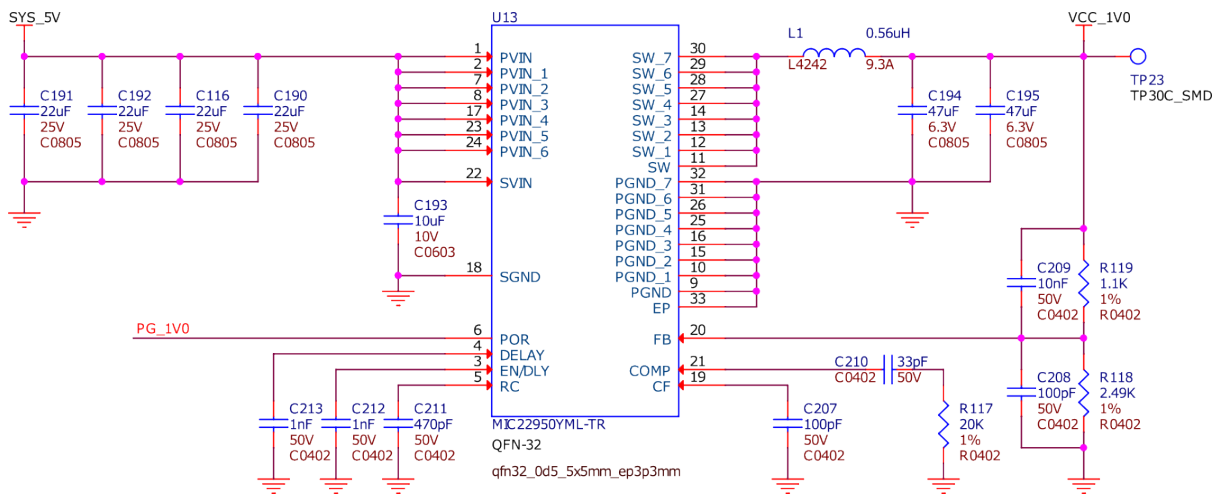 SYS_5V
U13
VCC_1V0
L1
0.56uH
L4242
9.3A
TP23
TP30C_SMD
C191
22uF
25V
C0805
C192
22uF
25V
C0805
C116
22uF
25V
C0805
C190
22uF
25V
C0805
1
2
7
8
17
23
24
22
PVIN
PVIN_1
PVIN_2
PVIN_3
PVIN_4
PVIN_5
PVIN_6
SVIN
C193
10uF
10V
C0603
18
SGND
SW_7
SW_6
SW_5
SW_4
SW_3
SW_2
SW_1
SW
PGND_7
PGND_6
PGND_5
PGND_4
PGND_3
PGND_2
PGND_1
PGND
EP
30
29
28
27
14
13
12
11
32
31
26
25
16
15
10
9
33
C194
47uF
6.3V
C0805
C195
47uF
6.3V
C0805
C209
10nF
50V
C0402
R119
1.1K
1%
R0402
PG_1V0
6
4
3
5
POR
DELAY
EN/DLY
RC
FB
COMP
CF
20
21
19
C210
33pF
C0402
50V
C208
100pF
50V
C0402
R118
2.49K
1%
R0402
C213
1nF
50V
C0402
C212
1nF
50V
C0402
C211
470pF
50V
C0402
C207
100pF
50V
C0402
R117
20K
1%
R0402
MIC22950YML-TR
QFN-32
qfn32_0d5_5x5mm_ep3p3mm